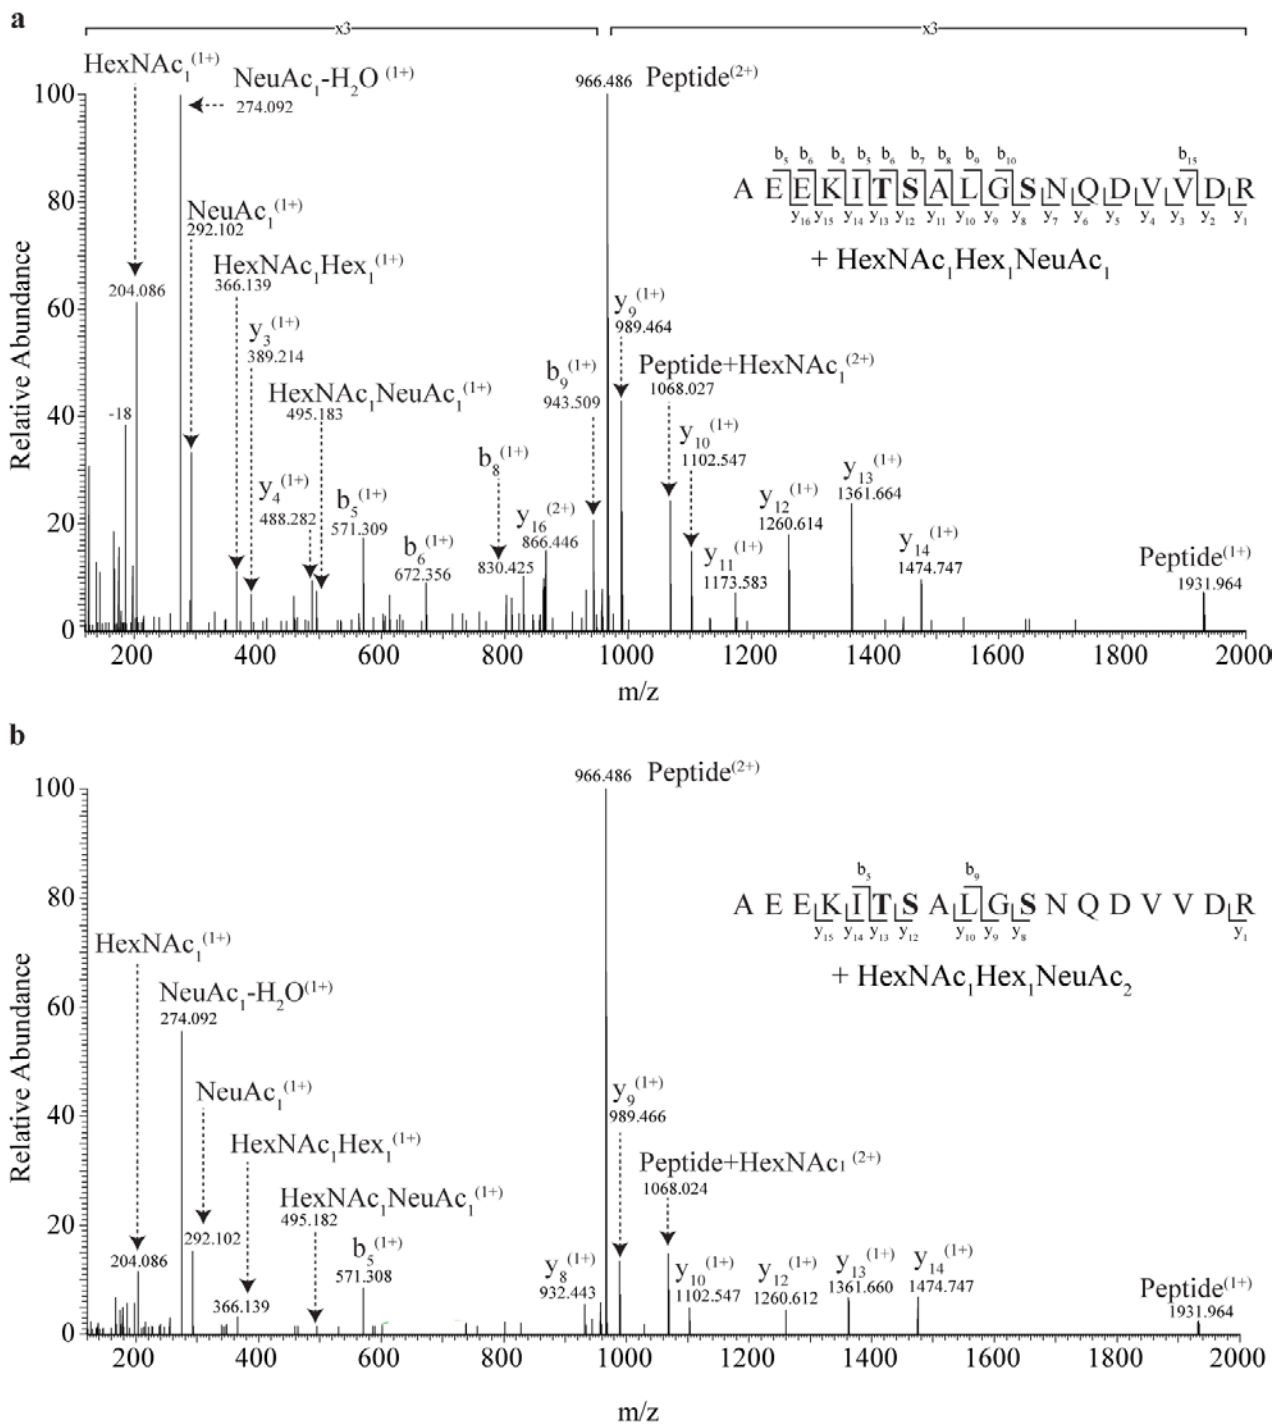 a
x3
x3
HexNAc₁⁽¹⁺⁾
NeuAc₁-H₂O ⁽¹⁺⁾
274.092
966.486
Peptide⁽²⁺⁾
b₅ b₆ b₄ b₅ b₆ b₇ b₈ b₉ b₁₀ b₁₅
A E E K I T S A L G S N Q D V V D R
y₁₆ y₁₅ y₁₄ y₁₃ y₁₂ y₁₁ y₁₀ y₉ y₈ y₇ y₆ y₅ y₄ y₃ y₂ y₁
+ HexNAc₁Hex₁NeuAc₁
NeuAc₁⁽¹⁺⁾
292.102
HexNAc₁Hex₁⁽¹⁺⁾
366.139
204.086
y₃⁽¹⁺⁾
389.214
y₉⁽¹⁺⁾
989.464
HexNAc₁NeuAc₁⁽¹⁺⁾
495.183
b₉⁽¹⁺⁾
943.509
Peptide+HexNAc₁⁽²⁺⁾
1068.027
-18
y₁₀⁽¹⁺⁾
1102.547
b₈⁽¹⁺⁾
830.425
y₁₃⁽¹⁺⁾
1361.664
y₄⁽¹⁺⁾
488.282
b₅⁽¹⁺⁾
571.309
y₁₂⁽¹⁺⁾
1260.614
y₁₆⁽²⁺⁾
866.446
b₆⁽¹⁺⁾
672.356
y₁₁⁽¹⁺⁾
1173.583
y₁₄⁽¹⁺⁾
1474.747
Peptide⁽¹⁺⁾
1931.964
100
80
60
40
20
0
Relative Abundance
200 400 600 800 1000 1200 1400 1600 1800 2000
m/z
b
966.486
Peptide⁽²⁺⁾
b₅ b₉
A E E K I T S A L G S N Q D V V D R
y₁₅ y₁₄ y₁₃ y₁₂ y₁₀ y₉ y₈ y₁
+ HexNAc₁Hex₁NeuAc₂
HexNAc₁⁽¹⁺⁾
NeuAc₁-H₂O⁽¹⁺⁾
274.092
NeuAc₁⁽¹⁺⁾
292.102
y₉⁽¹⁺⁾
989.466
HexNAc₁Hex₁⁽¹⁺⁾
366.139
Peptide+HexNAc₁ ⁽²⁺⁾
1068.024
HexNAc₁NeuAc₁⁽¹⁺⁾
495.182
204.086
b₅⁽¹⁺⁾
571.308
y₈⁽¹⁺⁾
932.443
y₁₀⁽¹⁺⁾
1102.547
y₁₂⁽¹⁺⁾
1260.612
y₁₃⁽¹⁺⁾
1361.660
y₁₄⁽¹⁺⁾
1474.747
Peptide⁽¹⁺⁾
1931.964
100
80
60
40
20
0
Relative Abundance
200 400 600 800 1000 1200 1400 1600 1800 2000
m/z